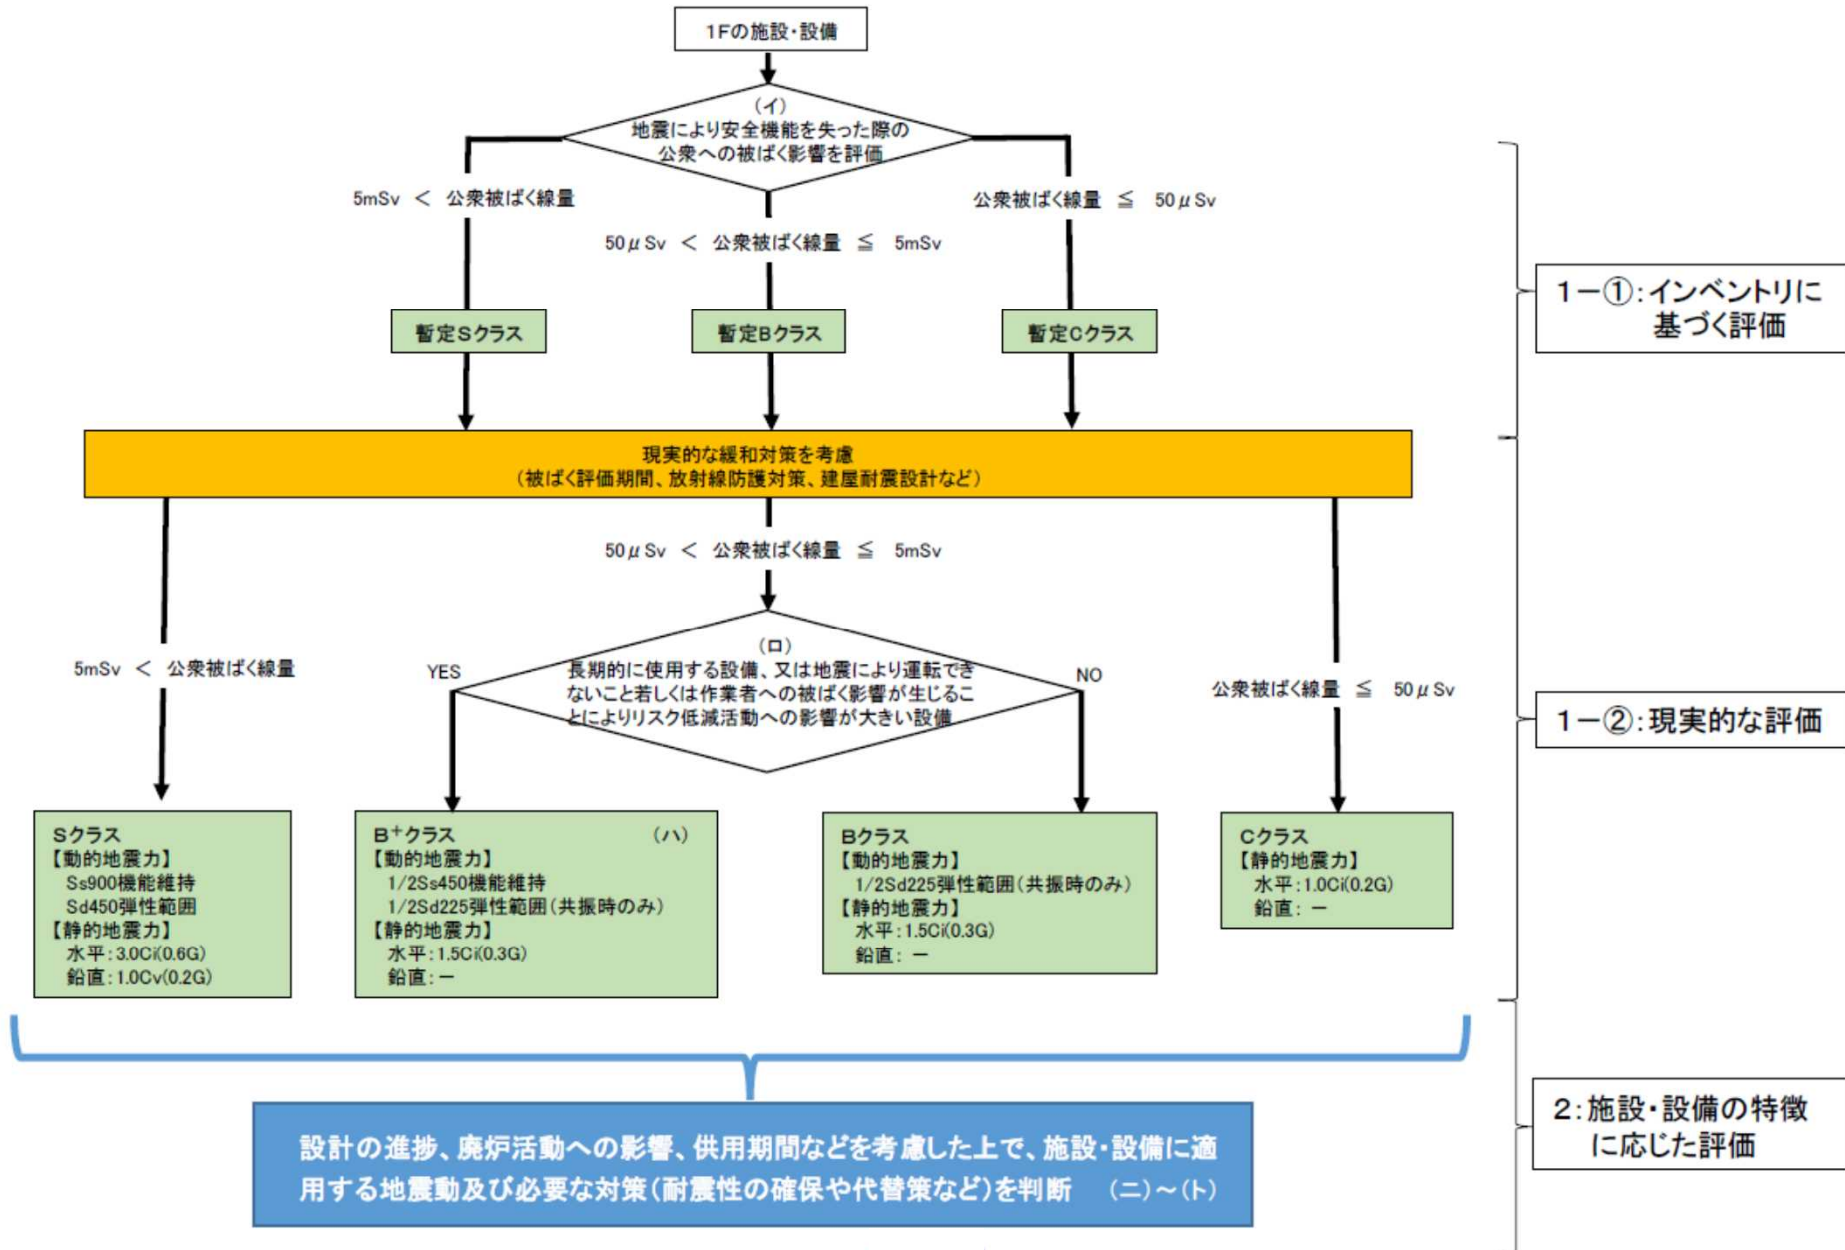 1Fの施設・設備
(イ)
地震により安全機能を失った際の
公衆への被ばく影響を評価
5mSv ＜ 公衆被ばく線量
公衆被ばく線量 ≦ 50μSv
50μSv ＜ 公衆被ばく線量 ≦ 5mSv
暫定Sクラス
暫定Bクラス
暫定Cクラス
1－①：インベントリに
基づく評価
現実的な緩和対策を考慮
(被ばく評価期間、放射線防護対策、建屋耐震設計など)
50μSv ＜ 公衆被ばく線量 ≦ 5mSv
5mSv ＜ 公衆被ばく線量
YES
(ロ)
長期的に使用する設備、又は地震により運転でき
ないこと若しくは作業者への被ばく影響が生じるこ
とによりリスク低減活動への影響が大きい設備
NO
公衆被ばく線量 ≦ 50μSv
1－②：現実的な評価
Sクラス
【動的地震力】
Ss900機能維持
Sd450弾性範囲
【静的地震力】
水平：3.0Ci(0.6G)
鉛直：1.0Cv(0.2G)
B⁺クラス (ハ)
【動的地震力】
1/2Ss450機能維持
1/2Sd225弾性範囲(共振時のみ)
【静的地震力】
水平：1.5Ci(0.3G)
鉛直：－
Bクラス
【動的地震力】
1/2Sd225弾性範囲(共振時のみ)
【静的地震力】
水平：1.5Ci(0.3G)
鉛直：－
Cクラス
【静的地震力】
水平：1.0Ci(0.2G)
鉛直：－
設計の進捗、廃炉活動への影響、供用期間などを考慮した上で、施設・設備に適
用する地震動及び必要な対策(耐震性の確保や代替策など)を判断 (ニ)～(ト)
2：施設・設備の特徴
に応じた評価